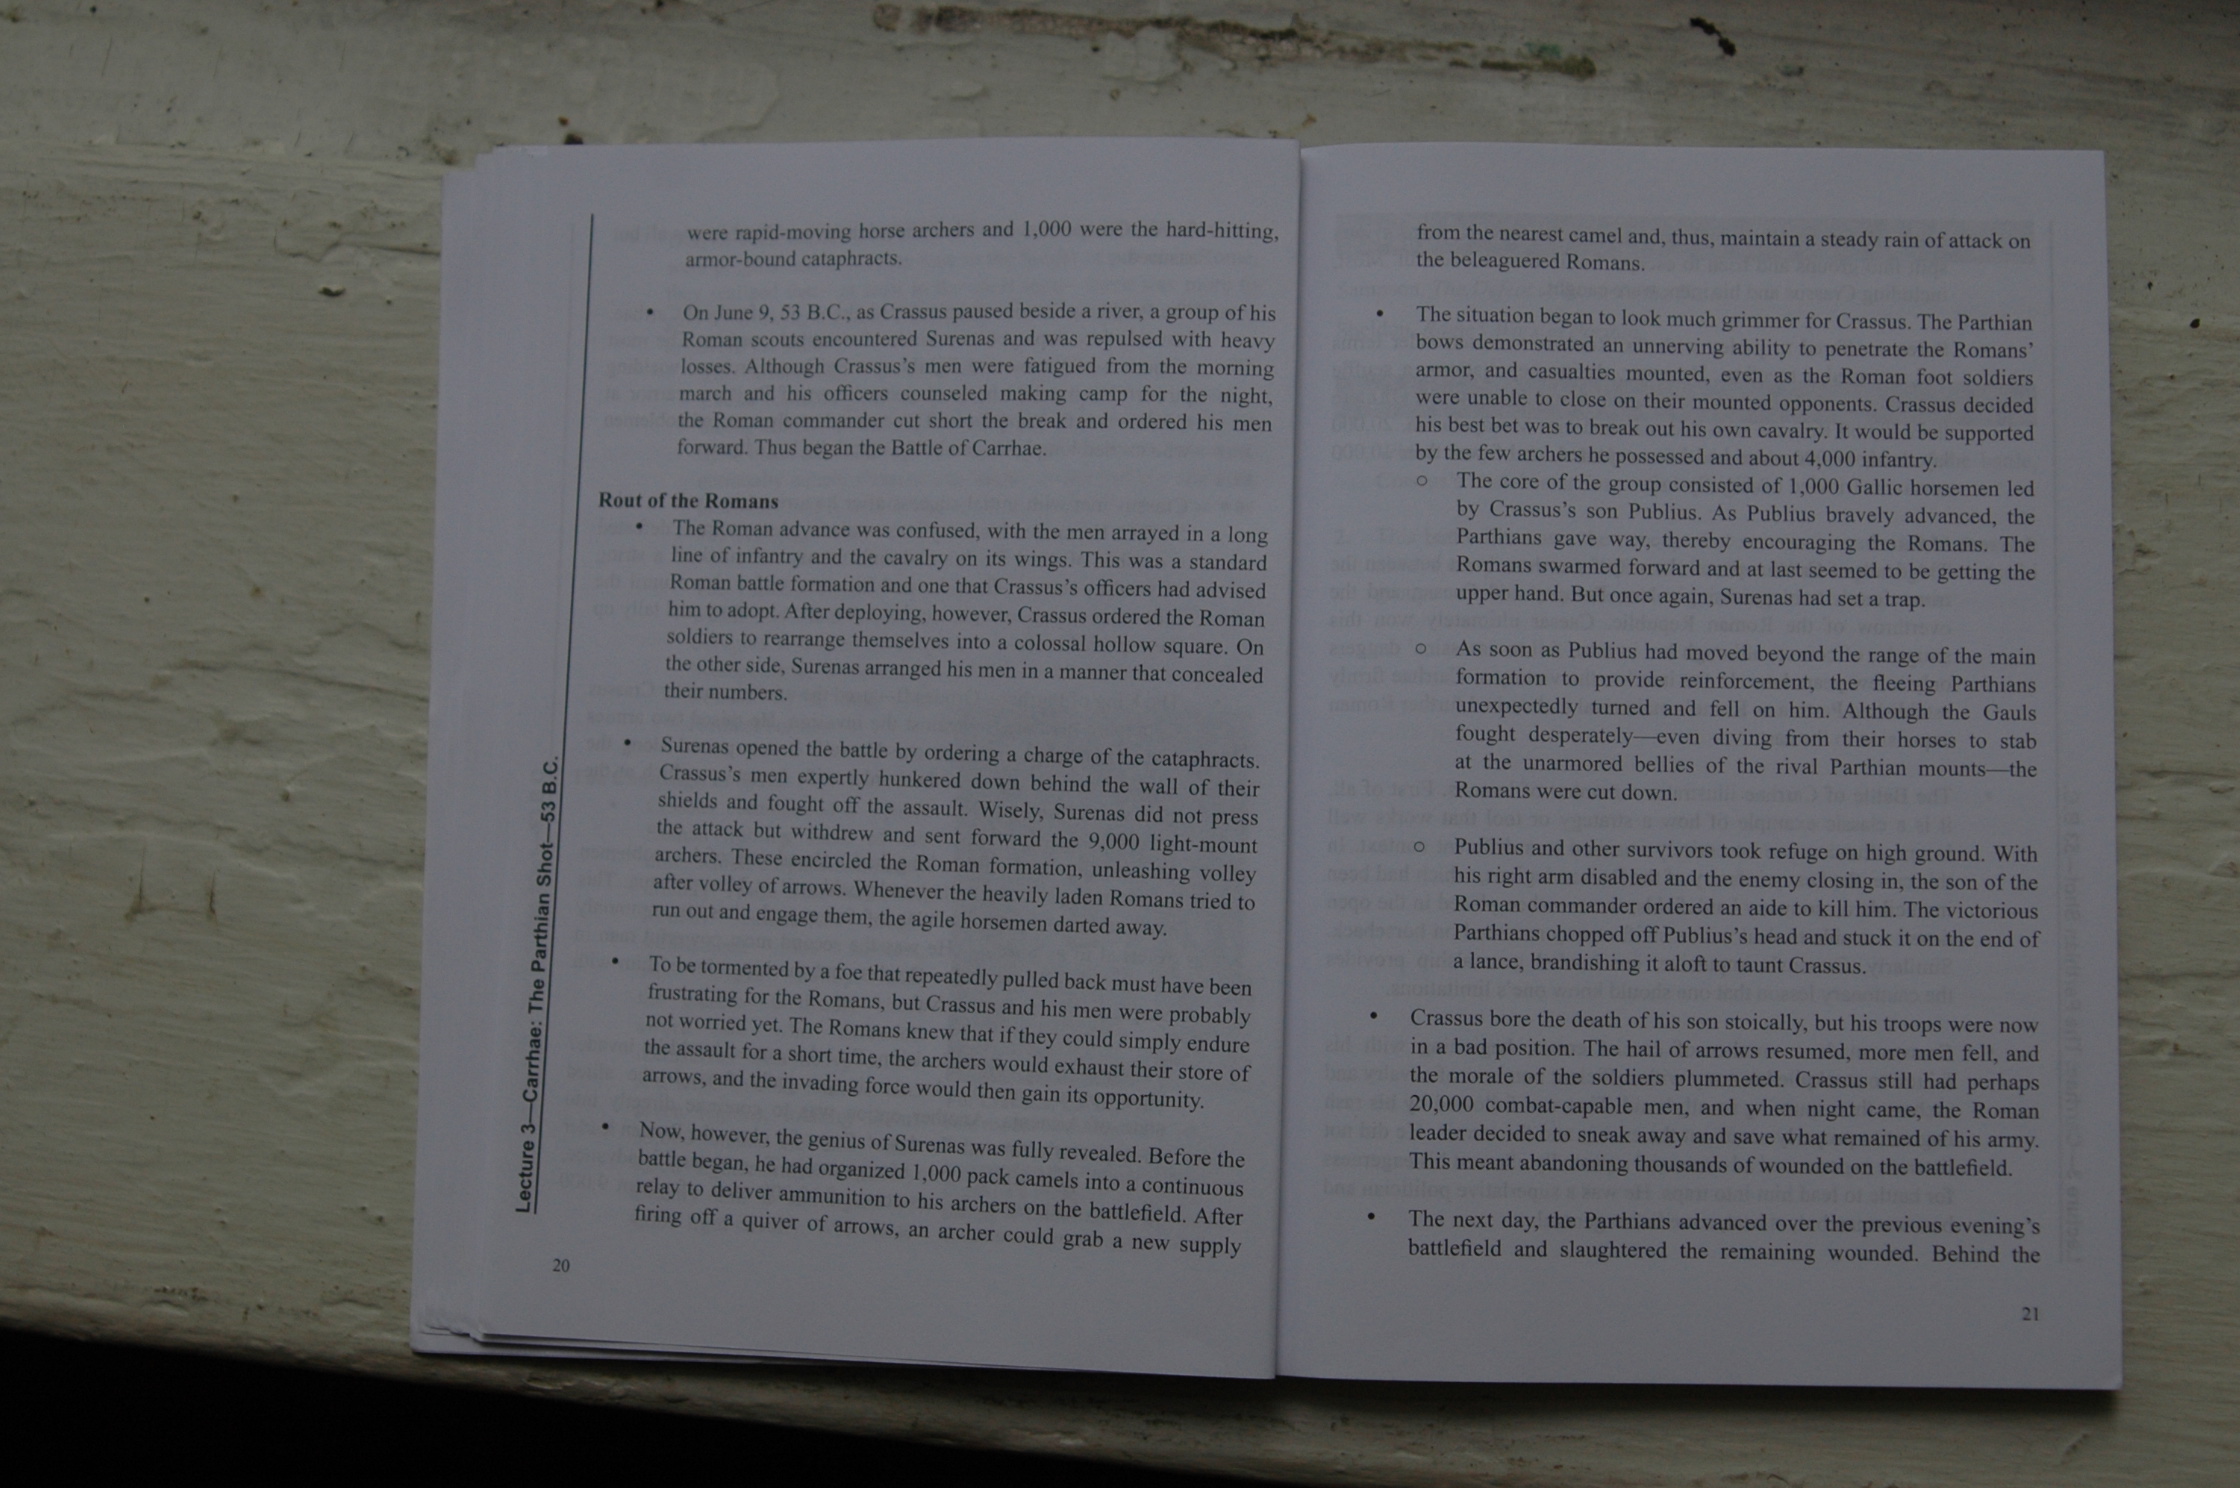 were rapid-moving horse archers and 1,000 were the hard-hitting,
armor-bound cataphracts.
• On June 9, 53 B.C., as Crassus paused beside a river, a group of his
Roman scouts encountered Surenas and was repulsed with heavy
losses. Although Crassus's men were fatigued from the morning
march and his officers counseled making camp for the night,
the Roman commander cut short the break and ordered his men
forward. Thus began the Battle of Carrhae.
Rout of the Romans
• The Roman advance was confused, with the men arrayed in a long
line of infantry and the cavalry on its wings. This was a standard
Roman battle formation and one that Crassus's officers had advised
him to adopt. After deploying, however, Crassus ordered the Roman
soldiers to rearrange themselves into a colossal hollow square. On
the other side, Surenas arranged his men in a manner that concealed
their numbers.
• Surenas opened the battle by ordering a charge of the cataphracts.
Crassus's men expertly hunkered down behind the wall of their
shields and fought off the assault. Wisely, Surenas did not press
the attack but withdrew and sent forward the 9,000 light-mount
archers. These encircled the Roman formation, unleashing volley
after volley of arrows. Whenever the heavily laden Romans tried to
run out and engage them, the agile horsemen darted away.
• To be tormented by a foe that repeatedly pulled back must have been
frustrating for the Romans, but Crassus and his men were probably
not worried yet. The Romans knew that if they could simply endure
the assault for a short time, the archers would exhaust their store of
arrows, and the invading force would then gain its opportunity.
• Now, however, the genius of Surenas was fully revealed. Before the
battle began, he had organized 1,000 pack camels into a continuous
relay to deliver ammunition to his archers on the battlefield. After
firing off a quiver of arrows, an archer could grab a new supply
Lecture 3—Carrhae: The Parthian Shot—53 B.C.
20
from the nearest camel and, thus, maintain a steady rain of attack on
the beleaguered Romans.
• The situation began to look much grimmer for Crassus. The Parthian
bows demonstrated an unnerving ability to penetrate the Romans'
armor, and casualties mounted, even as the Roman foot soldiers
were unable to close on their mounted opponents. Crassus decided
his best bet was to break out his own cavalry. It would be supported
by the few archers he possessed and about 4,000 infantry.
○ The core of the group consisted of 1,000 Gallic horsemen led
by Crassus's son Publius. As Publius bravely advanced, the
Parthians gave way, thereby encouraging the Romans. The
Romans swarmed forward and at last seemed to be getting the
upper hand. But once again, Surenas had set a trap.
○ As soon as Publius had moved beyond the range of the main
formation to provide reinforcement, the fleeing Parthians
unexpectedly turned and fell on him. Although the Gauls
fought desperately—even diving from their horses to stab
at the unarmored bellies of the rival Parthian mounts—the
Romans were cut down.
○ Publius and other survivors took refuge on high ground. With
his right arm disabled and the enemy closing in, the son of the
Roman commander ordered an aide to kill him. The victorious
Parthians chopped off Publius's head and stuck it on the end of
a lance, brandishing it aloft to taunt Crassus.
• Crassus bore the death of his son stoically, but his troops were now
in a bad position. The hail of arrows resumed, more men fell, and
the morale of the soldiers plummeted. Crassus still had perhaps
20,000 combat-capable men, and when night came, the Roman
leader decided to sneak away and save what remained of his army.
This meant abandoning thousands of wounded on the battlefield.
• The next day, the Parthians advanced over the previous evening's
battlefield and slaughtered the remaining wounded. Behind the
21